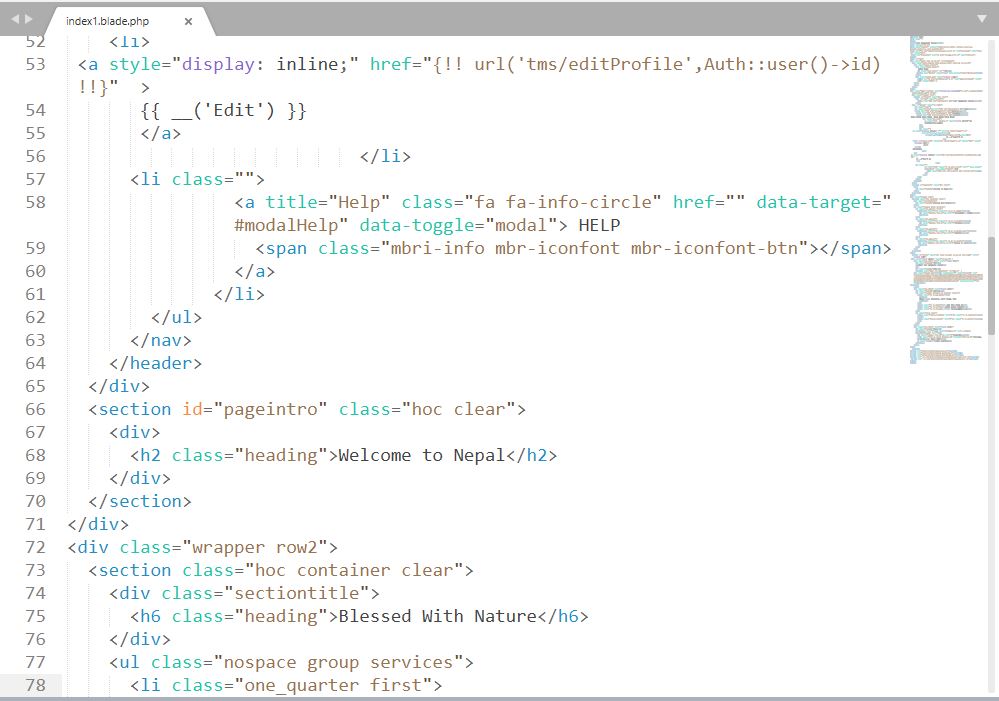 index1.blade.php ×
52 <li>
53 <a style="display: inline;" href="{!! url('tms/editProfile',Auth::user()->id)
!!}"  >
54 {{ __('Edit') }}
55 </a>
56 </li>
57 <li class="">
58 <a title="Help" class="fa fa-info-circle" href="" data-target="
#modalHelp" data-toggle="modal"> HELP
59 <span class="mbri-info mbr-iconfont mbr-iconfont-btn"></span>
60 </a>
61 </li>
62 </ul>
63 </nav>
64 </header>
65 </div>
66 <section id="pageintro" class="hoc clear">
67 <div>
68 <h2 class="heading">Welcome to Nepal</h2>
69 </div>
70 </section>
71 </div>
72 <div class="wrapper row2">
73 <section class="hoc container clear">
74 <div class="sectiontitle">
75 <h6 class="heading">Blessed With Nature</h6>
76 </div>
77 <ul class="nospace group services">
78 <li class="one_quarter first">